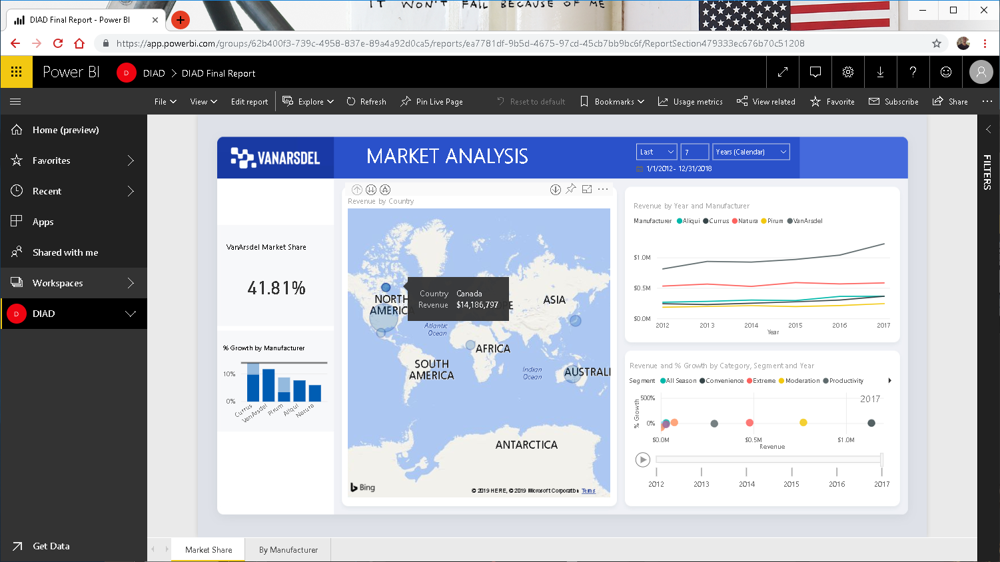 IT WON'T FAIL BECAUSE OF ME
DIAD Final Report - Power BI
https://app.powerbi.com/groups/62b400f3-739c-4958-837e-89a4a92d0ca5/reports/ea7781df-9b5d-4675-97cd-45cb7bb9bc6f/ReportSection479333ec676b70c51208
Power BI D DIAD > DIAD Final Report
File View Edit report Explore Refresh Pin Live Page Reset to default Bookmarks Usage metrics View related Favorite Subscribe Share ...
Home (preview)
Favorites
Recent
Apps
Shared with me
Workspaces
D DIAD
Get Data
VANARSDEL
MARKET ANALYSIS
Last 7 Years (Calendar)
1/1/2012 - 12/31/2018
VanArsdel Market Share
41.81%
% Growth by Manufacturer
10%
0%
Currus VanArsdel Pirum Aliqui Natura
Revenue by Country
NORTH
AMERICA
Country Canada
Revenue $14,186,797
ASIA
Atlantic
Ocean
AFRICA
SOUTH
AMERICA
Indian
Ocean
AUSTRALI
ANTARCTICA
Bing
© 2019 HERE, © 2019 Microsoft Corporation Terms
Revenue by Year and Manufacturer
Manufacturer Aliqui Currus Natura Pirum VanArsdel
$1.0M
$0.5M
$0.0M
2012 2013 2014 2015 2016 2017
Year
Revenue and % Growth by Category, Segment and Year
Segment All Season Convenience Extreme Moderation Productivity
% Growth
500%
0%
2017
$0.0M $0.5M $1.0M
Revenue
2012 2013 2014 2015 2016 2017
FILTERS
Market Share By Manufacturer